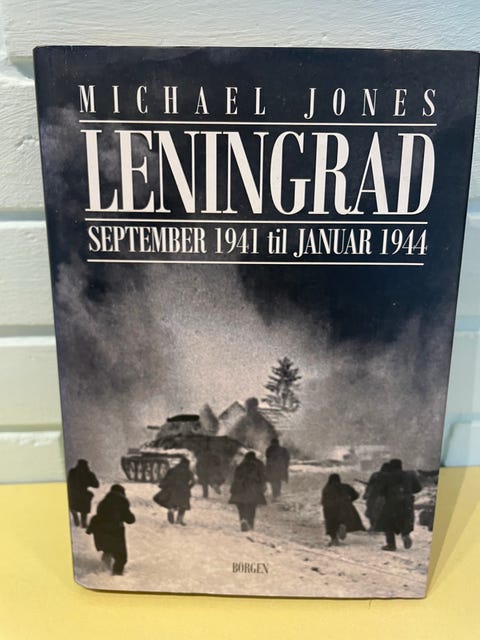 MICHAEL JONES
LENINGRAD
SEPTEMBER 1941 til JANUAR 1944
BORGEN